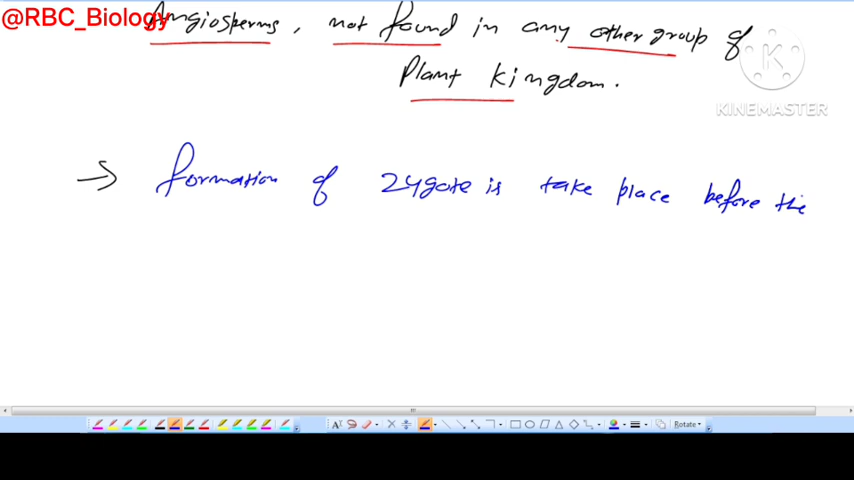 @RBC_Biology
Angiosperms, not found in any other group of
Plant Kingdom.
KINEMASTER
→ formation of zygote is take place before the
Rotate